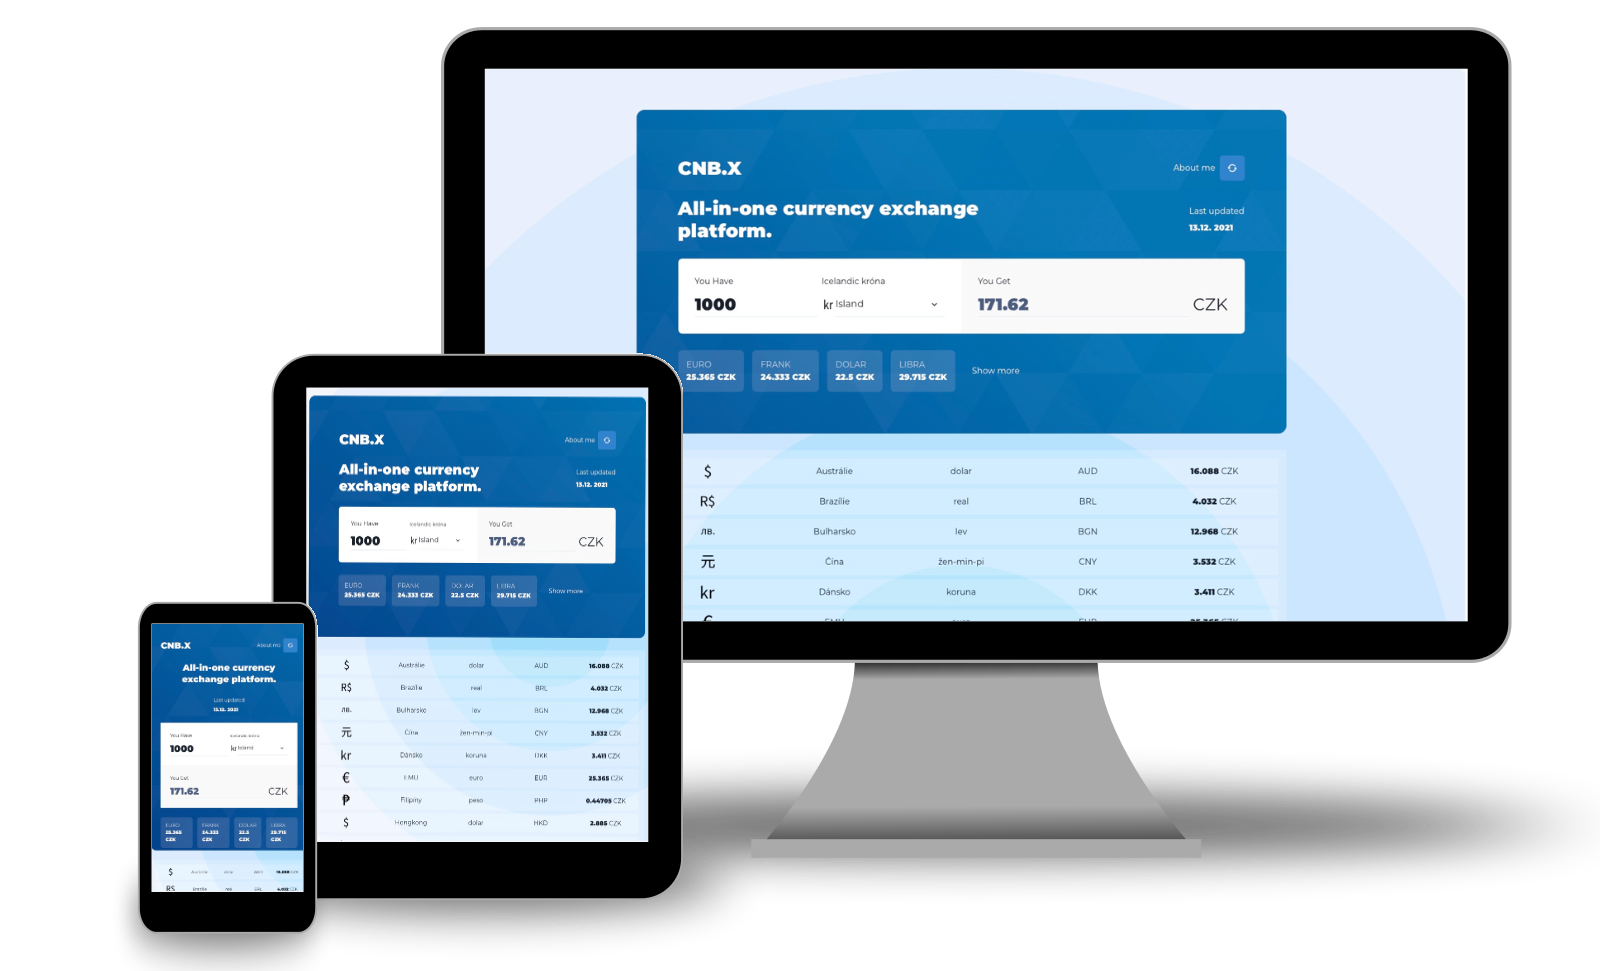 CNB.X
About me
All-in-one currency exchange
platform.
Last updated
13.12. 2021
You Have
Icelandic króna
You Get
1000
kr Island
171.62
CZK
EURO
FRANK
DOLAR
LIBRA
25.365 CZK
24.333 CZK
22.5 CZK
29.715 CZK
Show more
$ Austrálie dolar AUD 16.088 CZK
R$ Brazílie real BRL 4.032 CZK
лв. Bulharsko lev BGN 12.968 CZK
元 Čína žen-min-pi CNY 3.532 CZK
kr Dánsko koruna DKK 3.411 CZK
CNB.X
About me
All-in-one currency
exchange platform.
Last updated
13.12. 2021
You Have
Icelandic króna
You Get
1000
kr Island
171.62
CZK
EURO
FRANK
DOLAR
LIBRA
25.365 CZK
24.333 CZK
22.5 CZK
29.715 CZK
Show more
$ Austrálie dolar AUD 16.088 CZK
R$ Brazílie real BRL 4.032 CZK
лв. Bulharsko lev BGN 12.968 CZK
元 Čína žen-min-pi CNY 3.532 CZK
kr Dánsko koruna DKK 3.411 CZK
€ EMU euro EUR 25.365 CZK
₱ Filipíny peso PHP 0.44705 CZK
$ Hongkong dolar HKD 2.885 CZK
CNB.X
About me
All-in-one currency
exchange platform.
Last updated
13.12. 2021
You Have
Icelandic króna
1000
kr Island
You Get
171.62
CZK
EURO
FRANK
DOLAR
LIBRA
25.365
24.333
22.5
29.715
CZK
CZK
CZK
CZK
$ Austrálie dolar AUD 16.088 CZK
R$ Brazílie real BRL 4.032 CZK